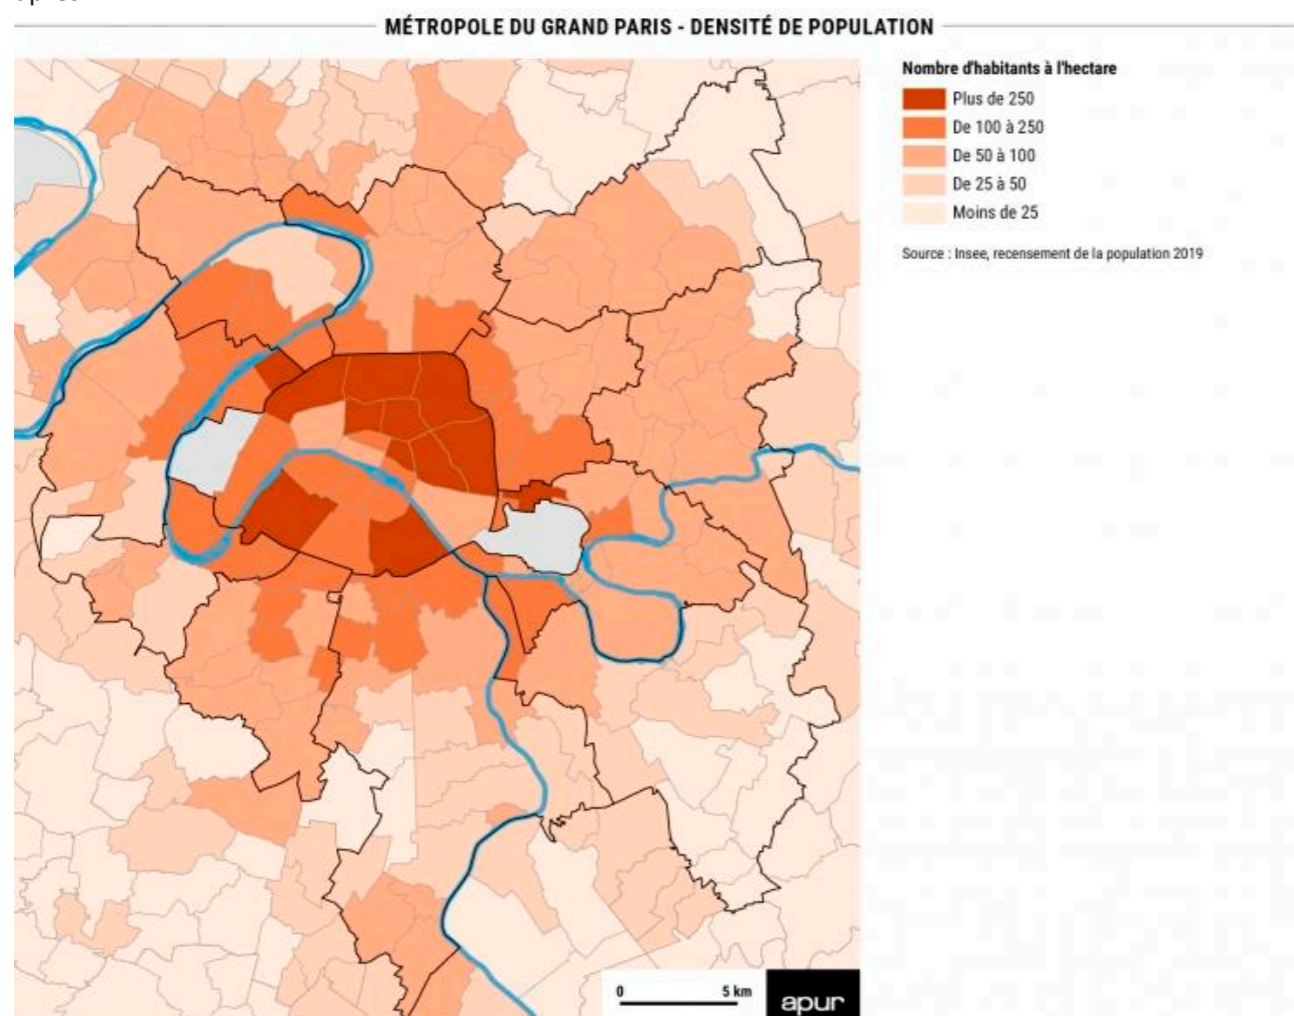 MÉTROPOLE DU GRAND PARIS - DENSITÉ DE POPULATION
Nombre d'habitants à l'hectare
Plus de 250
De 100 à 250
De 50 à 100
De 25 à 50
Moins de 25
Source : Insee, recensement de la population 2019
0 5 km
apur